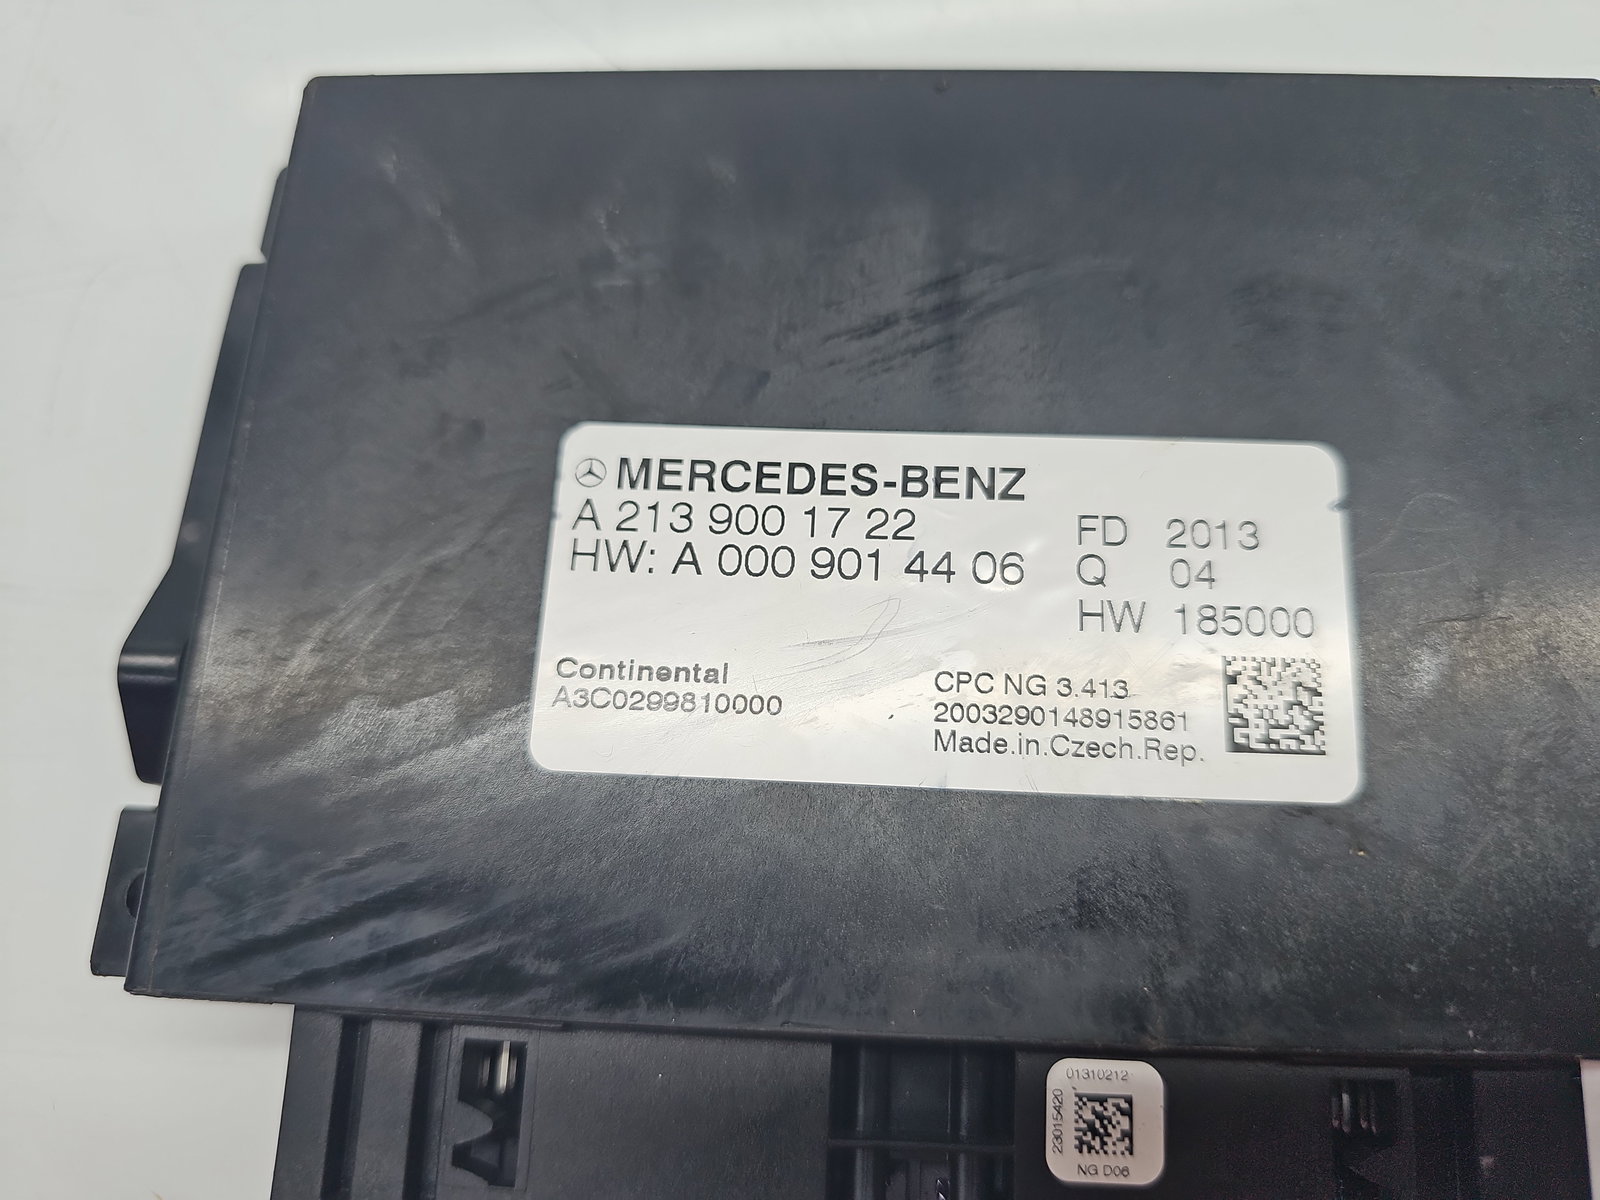 MERCEDES-BENZ
A 213 900 17 22
HW: A 000 901 44 06
FD 2013
Q 04
HW 185000
Continental
A3C0299810000
CPC NG 3.413
2003290148915861
Made.in.Czech.Rep.
01310212
23015420
NG D06